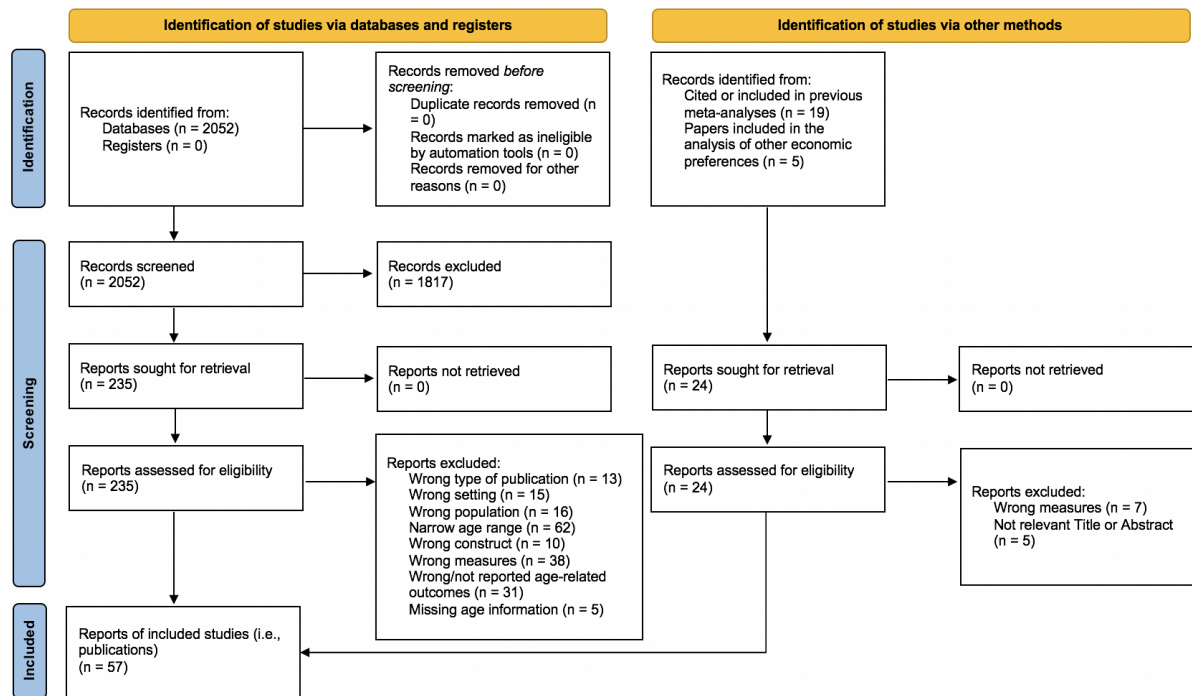 Identification of studies via databases and registers
Identification of studies via other methods
Identification
Records identified from:
Databases (n = 2052)
Registers (n = 0)
Records removed before
screening:
Duplicate records removed (n
= 0)
Records marked as ineligible
by automation tools (n = 0)
Records removed for other
reasons (n = 0)
Records identified from:
Cited or included in previous
meta-analyses (n = 19)
Papers included in the
analysis of other economic
preferences (n = 5)
Screening
Records screened
(n = 2052)
Records excluded
(n = 1817)
Reports sought for retrieval
(n = 235)
Reports not retrieved
(n = 0)
Reports sought for retrieval
(n = 24)
Reports not retrieved
(n = 0)
Reports assessed for eligibility
(n = 235)
Reports excluded:
Wrong type of publication (n = 13)
Wrong setting (n = 15)
Wrong population (n = 16)
Narrow age range (n = 62)
Wrong construct (n = 10)
Wrong measures (n = 38)
Wrong/not reported age-related
outcomes (n = 31)
Missing age information (n = 5)
Reports assessed for eligibility
(n = 24)
Reports excluded:
Wrong measures (n = 7)
Not relevant Title or Abstract
(n = 5)
Included
Reports of included studies (i.e.,
publications)
(n = 57)